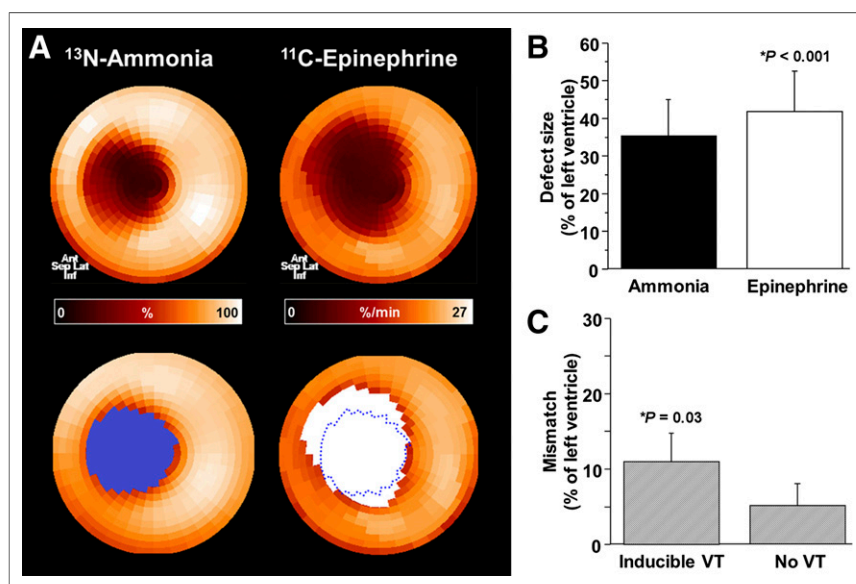 A
¹³N-Ammonia
¹¹C-Epinephrine
Ant
Sep Lat
Inf
Ant
Sep Lat
Inf
0 % 100
0 %/min 27
B
60
50
40
30
20
10
0
Defect size
(% of left ventricle)
*P < 0.001
Ammonia Epinephrine
C
30
20
10
0
Mismatch
(% of left ventricle)
*P = 0.03
Inducible VT No VT